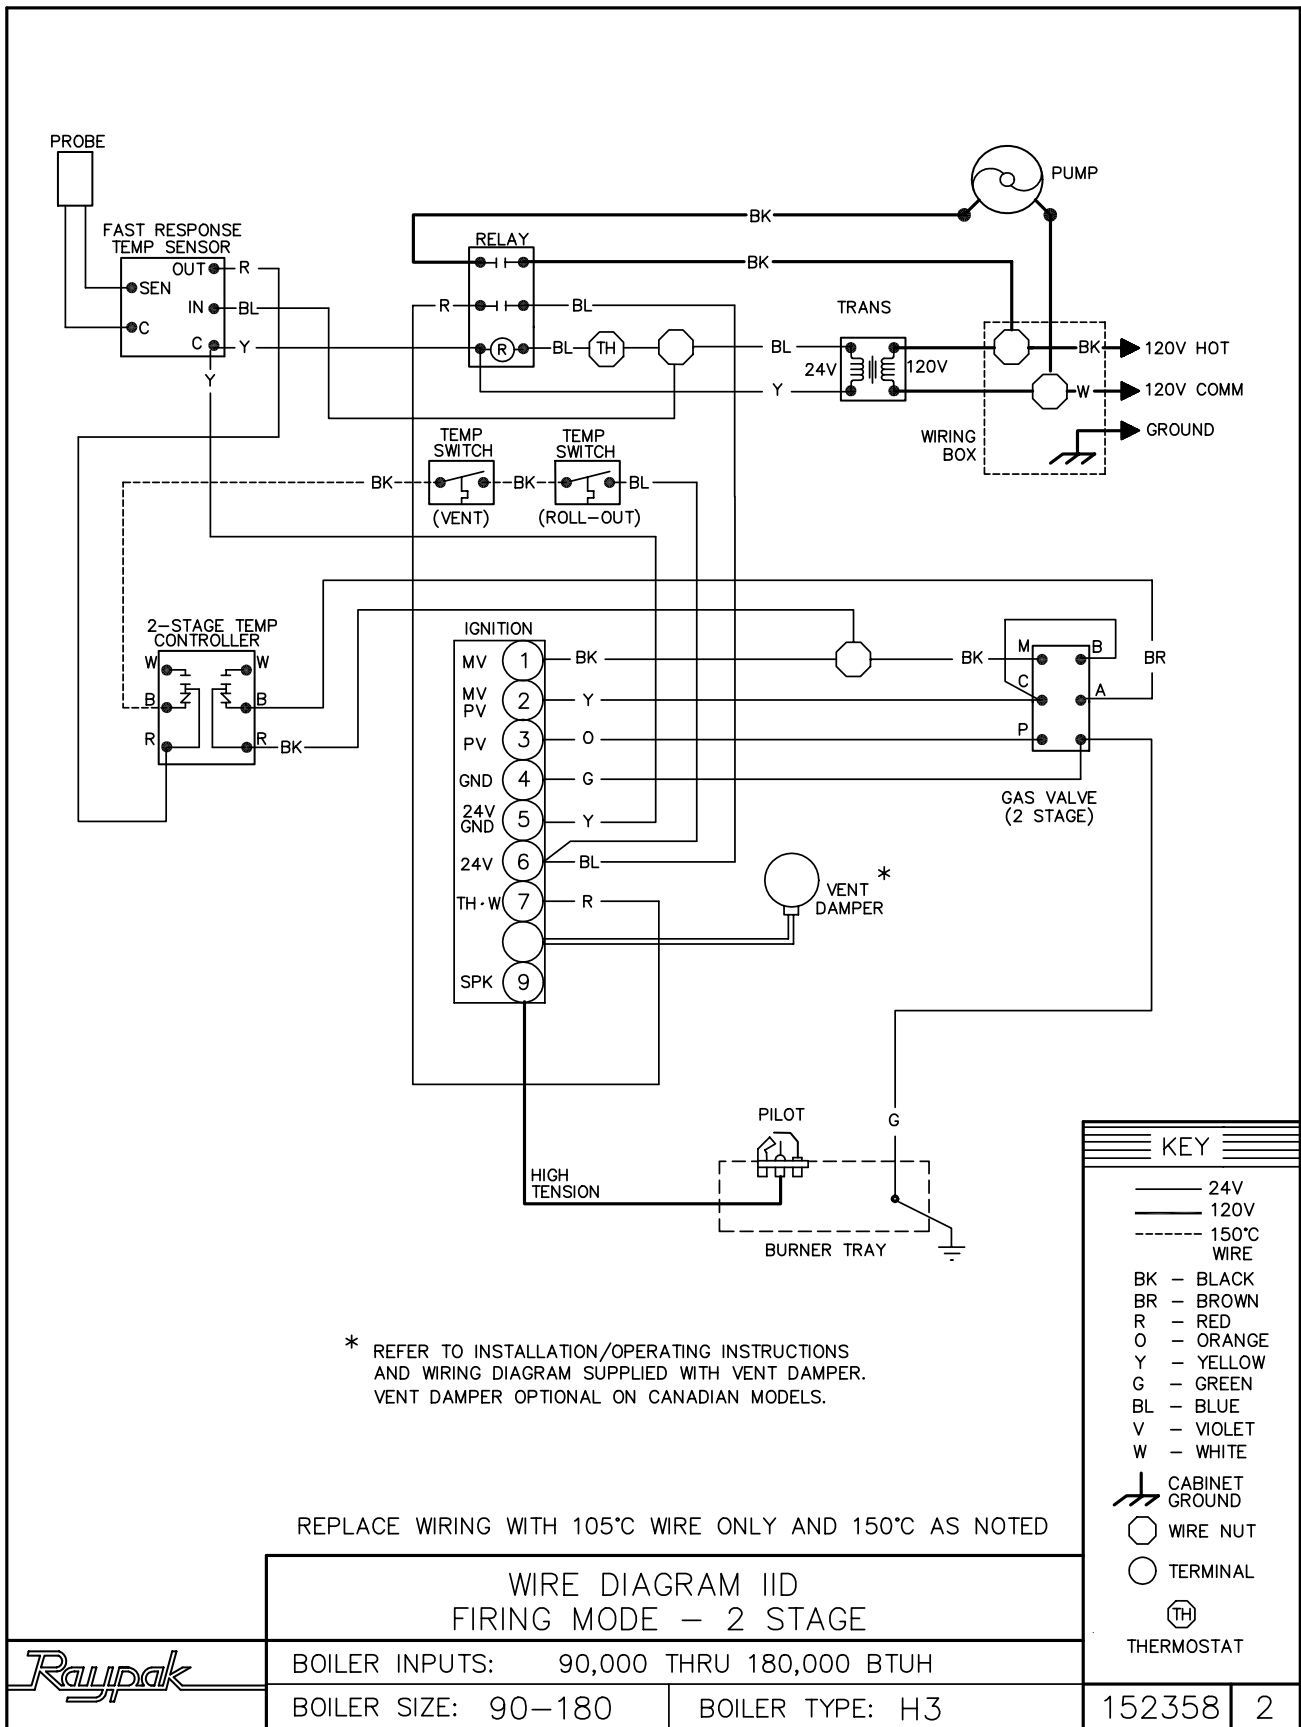 PROBE
FAST RESPONSE
TEMP SENSOR
OUT
R
SEN
IN
BL
C
C
Y
Y
RELAY
BK
BK
PUMP
R
BL
R
BL
TH
BL
Y
TRANS
24V
120V
BK
120V HOT
W
120V COMM
GROUND
WIRING
BOX
TEMP
SWITCH
BK
(VENT)
BK
TEMP
SWITCH
BL
(ROLL-OUT)
2-STAGE TEMP
CONTROLLER
W
W
B
B
R
R
BK
IGNITION
MV
1
BK
BK
MV
PV
2
Y
PV
3
O
GND
4
G
24V
GND
5
Y
24V
6
BL
TH·W
7
R
SPK
9
M
B
C
A
P
BR
GAS VALVE
(2 STAGE)
VENT
DAMPER
*
HIGH
TENSION
PILOT
G
BURNER TRAY
* REFER TO INSTALLATION/OPERATING INSTRUCTIONS
AND WIRING DIAGRAM SUPPLIED WITH VENT DAMPER.
VENT DAMPER OPTIONAL ON CANADIAN MODELS.
REPLACE WIRING WITH 105°C WIRE ONLY AND 150°C AS NOTED
KEY
24V
120V
150°C
WIRE
BK – BLACK
BR – BROWN
R – RED
O – ORANGE
Y – YELLOW
G – GREEN
BL – BLUE
V – VIOLET
W – WHITE
CABINET
GROUND
WIRE NUT
TERMINAL
TH
THERMOSTAT
WIRE DIAGRAM IID
FIRING MODE – 2 STAGE
Raypak
BOILER INPUTS: 90,000 THRU 180,000 BTUH
BOILER SIZE: 90–180
BOILER TYPE: H3
152358
2